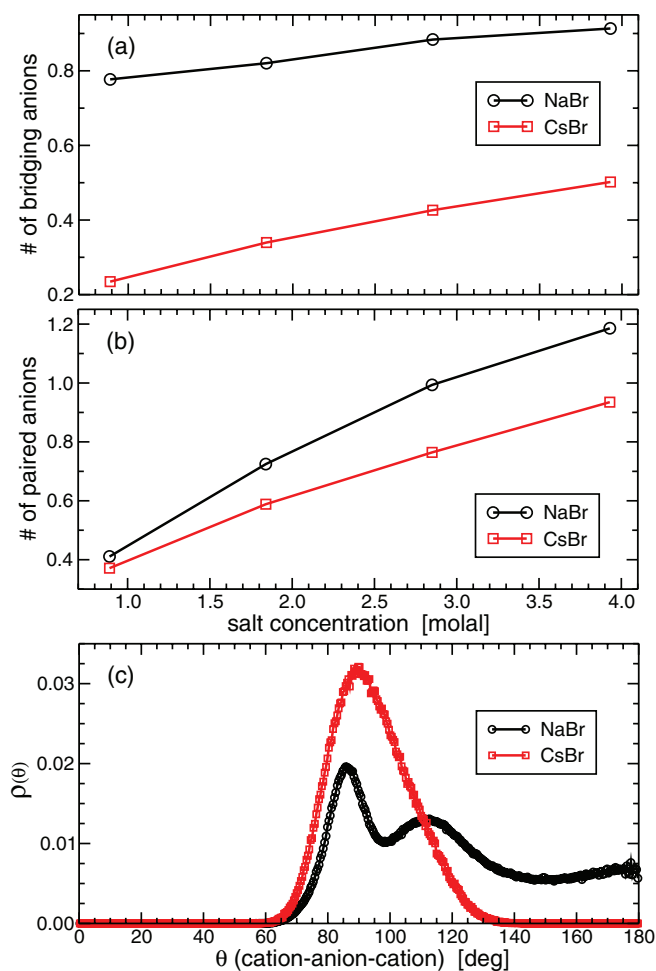 (a)
# of bridging anions
0.8
0.6
0.4
0.2
NaBr
CsBr
(b)
# of paired anions
1.2
1.0
0.8
0.6
0.4
NaBr
CsBr
1.0 1.5 2.0 2.5 3.0 3.5 4.0
salt concentration [molal]
(c)
ρ(θ)
0.03
0.02
0.01
0.00
NaBr
CsBr
0 20 40 60 80 100 120 140 160 180
θ (cation-anion-cation) [deg]